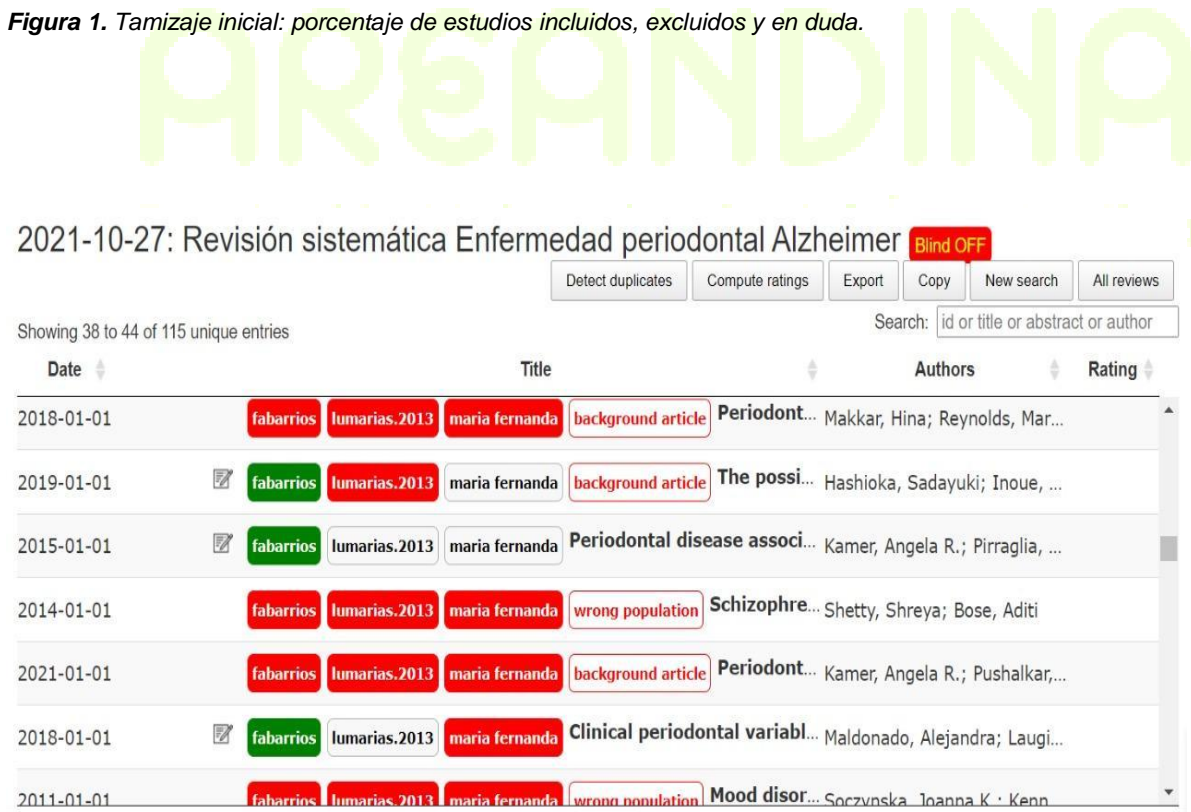 Figura 1. Tamizaje inicial: porcentaje de estudios incluidos, excluidos y en duda.
AREANDINA
2021-10-27: Revisión sistemática Enfermedad periodontal Alzheimer Blind OFF
Detect duplicates Compute ratings Export Copy New search All reviews
Showing 38 to 44 of 115 unique entries Search: id or title or abstract or author
Date Title Authors Rating
2018-01-01 fabarrios lumarias.2013 maria fernanda background article Periodont... Makkar, Hina; Reynolds, Mar...
2019-01-01 fabarrios lumarias.2013 maria fernanda background article The possi... Hashioka, Sadayuki; Inoue, ...
2015-01-01 fabarrios lumarias.2013 maria fernanda Periodontal disease associ... Kamer, Angela R.; Pirraglia, ...
2014-01-01 fabarrios lumarias.2013 maria fernanda wrong population Schizophre... Shetty, Shreya; Bose, Aditi
2021-01-01 fabarrios lumarias.2013 maria fernanda background article Periodont... Kamer, Angela R.; Pushalkar,...
2018-01-01 fabarrios lumarias.2013 maria fernanda Clinical periodontal variabl... Maldonado, Alejandra; Laugi...
2011-01-01 fabarrios lumarias.2013 maria fernanda wrong population Mood disor... Soczynska, Joanna K.; Kenn...